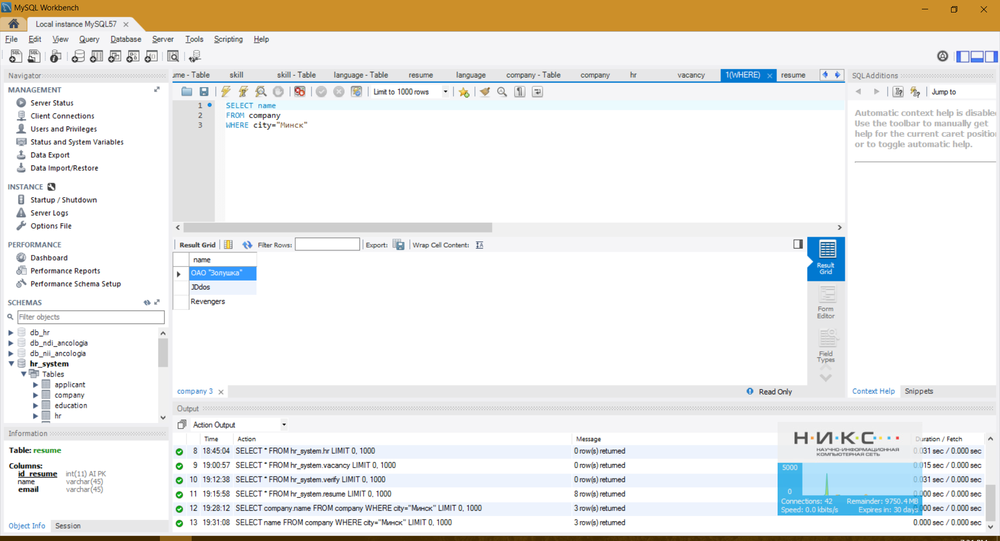 MySQL Workbench
Local instance MySQL57
File Edit View Query Database Server Tools Scripting Help
Navigator
MANAGEMENT
Server Status
Client Connections
Users and Privileges
Status and System Variables
Data Export
Data Import/Restore
INSTANCE
Startup / Shutdown
Server Logs
Options File
PERFORMANCE
Dashboard
Performance Reports
Performance Schema Setup
SCHEMAS
Filter objects
db_hr
db_ndi_ancologia
db_nii_ancologia
hr_system
Tables
applicant
company
education
hr
Information
Table: resume
Columns:
id_resume int(11) AI PK
name varchar(45)
email varchar(45)
Object Info Session
ume - Table skill skill - Table language - Table resume language company - Table company hr vacancy 1(WHERE) resume
Limit to 1000 rows
1 SELECT name
2 FROM company
3 WHERE city="Минск"
Result Grid Filter Rows: Export: Wrap Cell Content: IA
name
ОАО "Золушка"
JDdos
Revengers
Result
Grid
Form
Editor
Field
Types
company 3
Read Only
SQLAdditions
Jump to
Automatic context help is disable
Use the toolbar to manually get
help for the current caret positio
or to toggle automatic help.
Context Help Snippets
Output
Action Output
Time Action Message Duration / Fetch
8 18:45:04 SELECT * FROM hr_system.hr LIMIT 0, 1000 0 row(s) returned 0.031 sec / 0.000 sec
9 19:00:57 SELECT * FROM hr_system.vacancy LIMIT 0, 1000 0 row(s) returned 0.015 sec / 0.000 sec
10 19:12:38 SELECT * FROM hr_system.verify LIMIT 0, 1000 0 row(s) returned 0.031 sec / 0.000 sec
11 19:15:58 SELECT * FROM hr_system.resume LIMIT 0, 1000 8 row(s) returned 0.000 sec / 0.000 sec
12 19:28:12 SELECT company.name FROM company WHERE city="Минск" LIMIT 0, 1000 3 row(s) returned 0.000 sec / 0.000 sec
13 19:31:08 SELECT name FROM company WHERE city="Минск" LIMIT 0, 1000 3 row(s) returned 0.000 sec / 0.000 sec
Н·И·К·С
НАУЧНО-ИНФОРМАЦИОННАЯ
КОМПЬЮТЕРНАЯ СЕТЬ
5000
0
Connections: 42 Remainder: 9750.4 MB
Speed: 0.0 kbits/s Expires in: 30 days